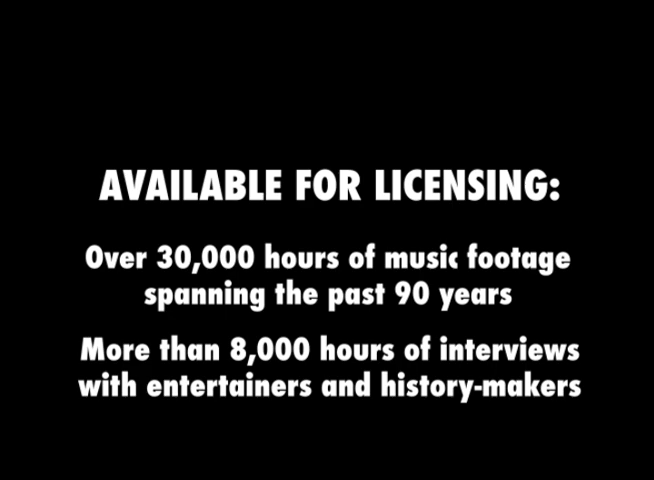 AVAILABLE FOR LICENSING:
Over 30,000 hours of music footage
spanning the past 90 years
More than 8,000 hours of interviews
with entertainers and history-makers